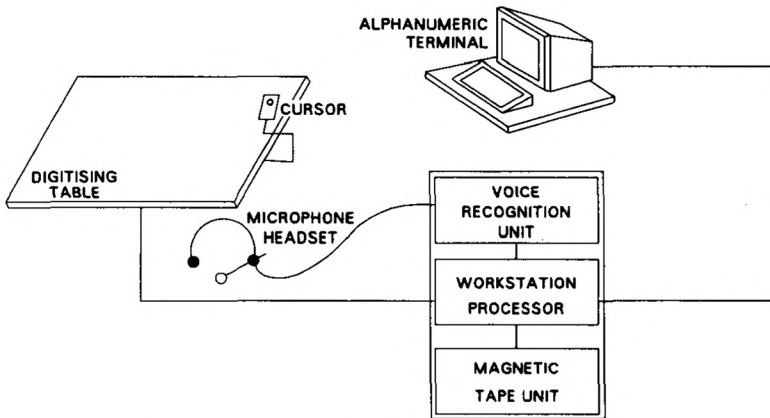 ALPHANUMERIC
TERMINAL
CURSOR
DIGITISING
TABLE
MICROPHONE
HEADSET
VOICE
RECOGNITION
UNIT
WORKSTATION
PROCESSOR
MAGNETIC
TAPE UNIT